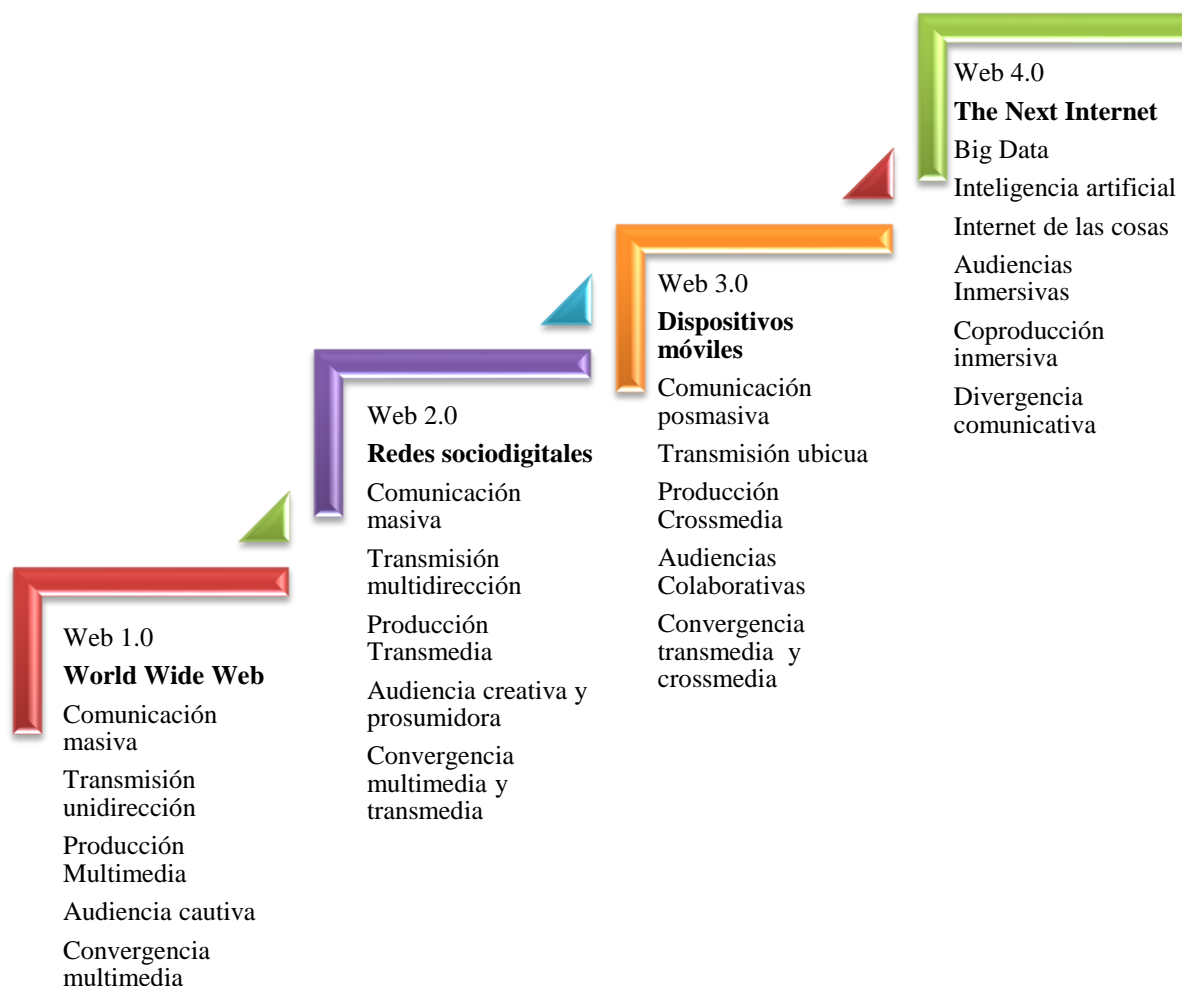 Web 1.0
World Wide Web
Comunicación
masiva
Transmisión
unidirección
Producción
Multimedia
Audiencia cautiva
Convergencia
multimedia
Web 2.0
Redes sociodigitales
Comunicación
masiva
Transmisión
multidirección
Producción
Transmedia
Audiencia creativa y
prosumidora
Convergencia
multimedia y
transmedia
Web 3.0
Dispositivos
móviles
Comunicación
posmasiva
Transmisión ubicua
Producción
Crossmedia
Audiencias
Colaborativas
Convergencia
transmedia y
crossmedia
Web 4.0
The Next Internet
Big Data
Inteligencia artificial
Internet de las cosas
Audiencias
Inmersivas
Coproducción
inmersiva
Divergencia
comunicativa